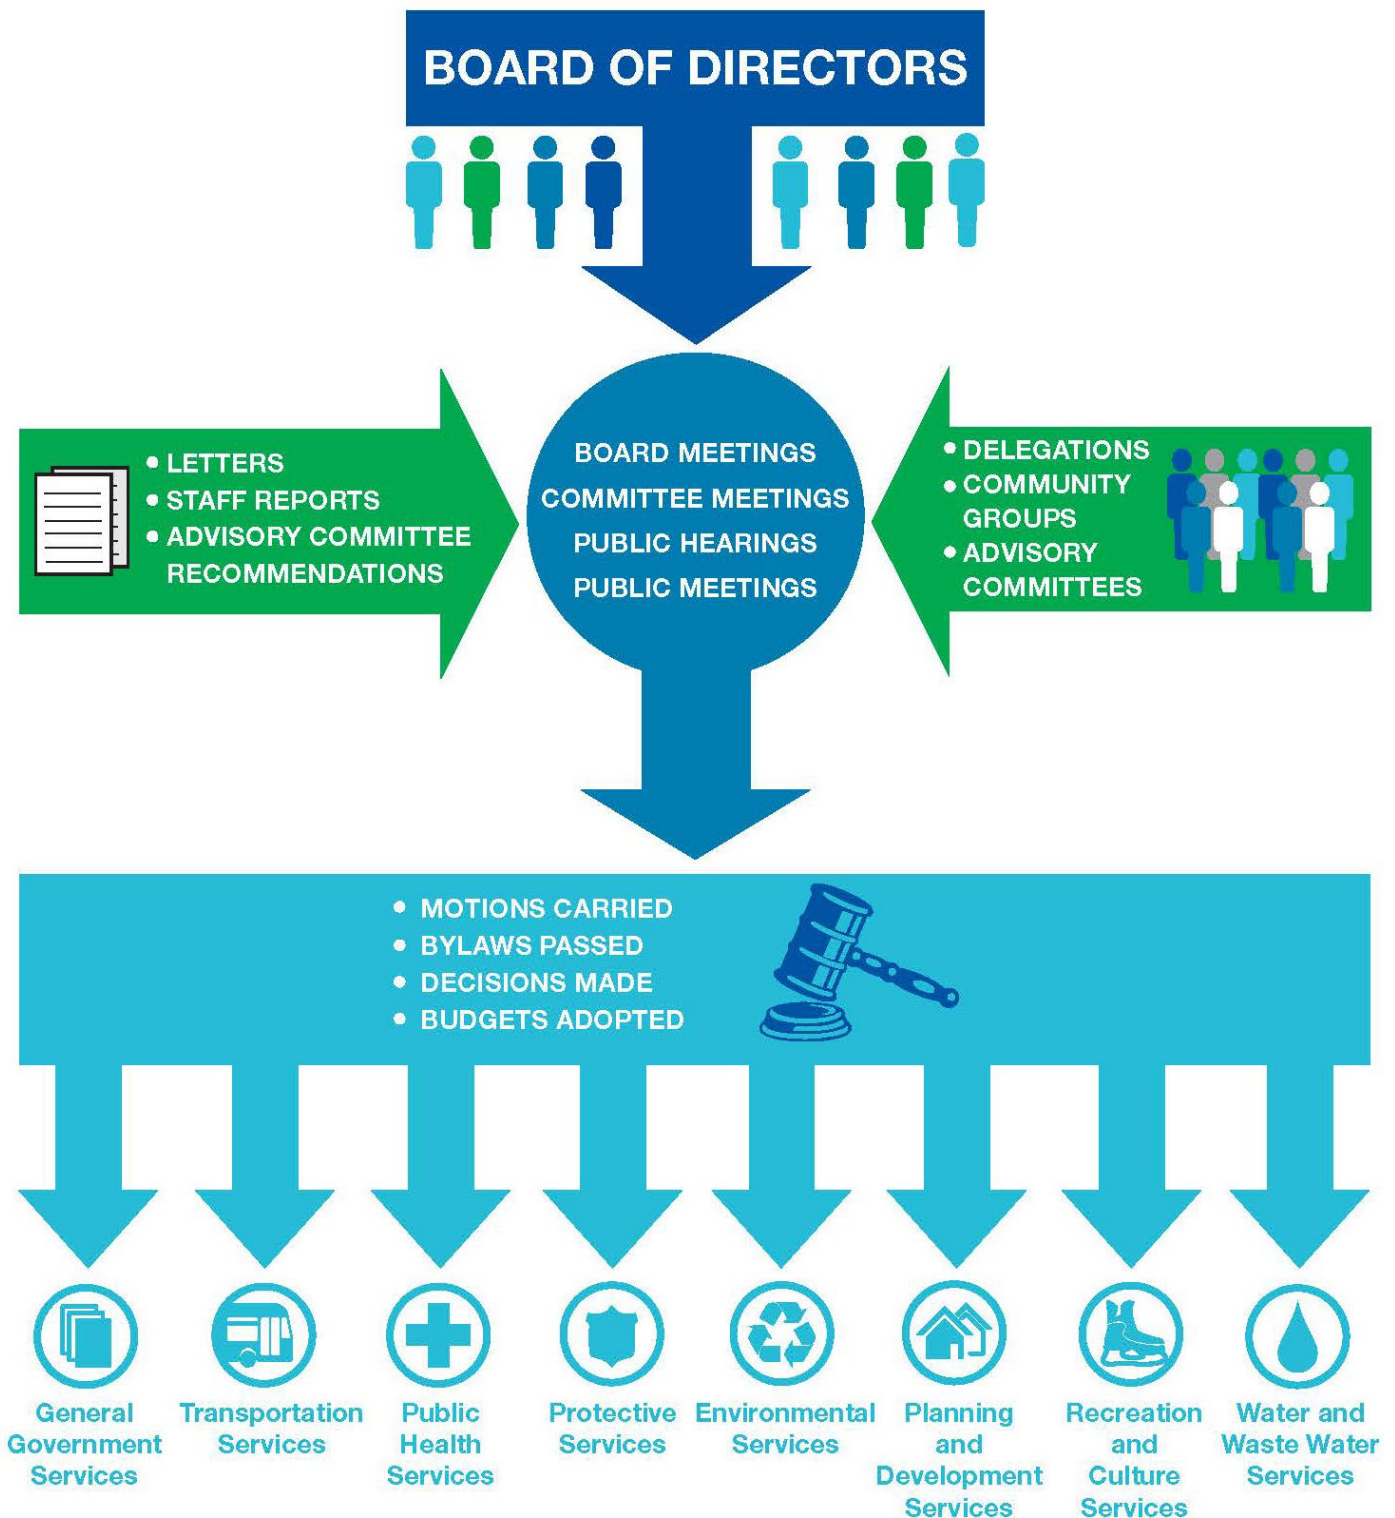 BOARD OF DIRECTORS
• LETTERS
• STAFF REPORTS
• ADVISORY COMMITTEE
RECOMMENDATIONS
BOARD MEETINGS
COMMITTEE MEETINGS
PUBLIC HEARINGS
PUBLIC MEETINGS
• DELEGATIONS
• COMMUNITY
GROUPS
• ADVISORY
COMMITTEES
• MOTIONS CARRIED
• BYLAWS PASSED
• DECISIONS MADE
• BUDGETS ADOPTED
General
Government
Services
Transportation
Services
Public
Health
Services
Protective
Services
Environmental
Services
Planning
and
Development
Services
Recreation
and
Culture
Services
Water and
Waste Water
Services